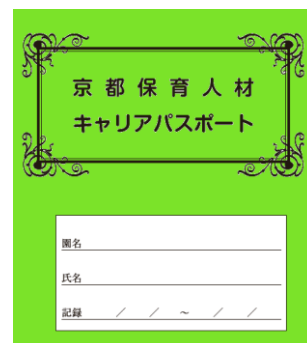 京都保育人材
キャリアパスポート
園名
氏名
記録　／　／　～　／　／